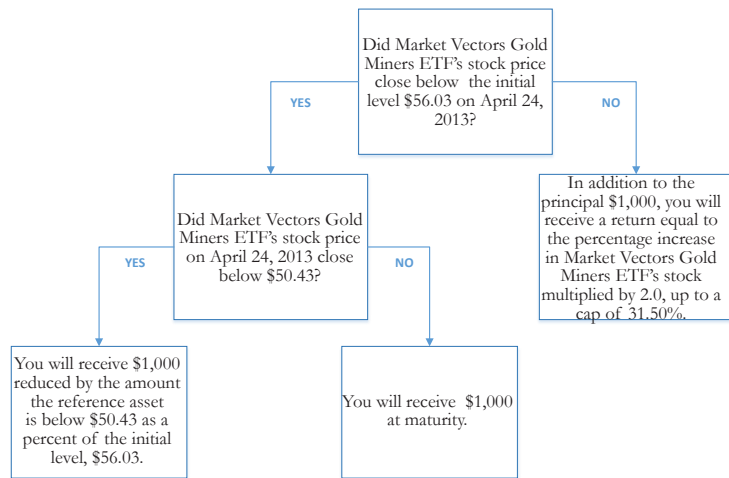 Did Market Vectors Gold
Miners ETF's stock price
close below the initial
level $56.03 on April 24,
2013?
YES
NO
Did Market Vectors Gold
Miners ETF's stock price
on April 24, 2013 close
below $50.43?
In addition to the
principal $1,000, you will
receive a return equal to
the percentage increase
in Market Vectors Gold
Miners ETF's stock
multiplied by 2.0, up to a
cap of 31.50%.
YES
NO
You will receive $1,000
reduced by the amount
the reference asset
is below $50.43 as a
percent of the initial
level, $56.03.
You will receive $1,000
at maturity.